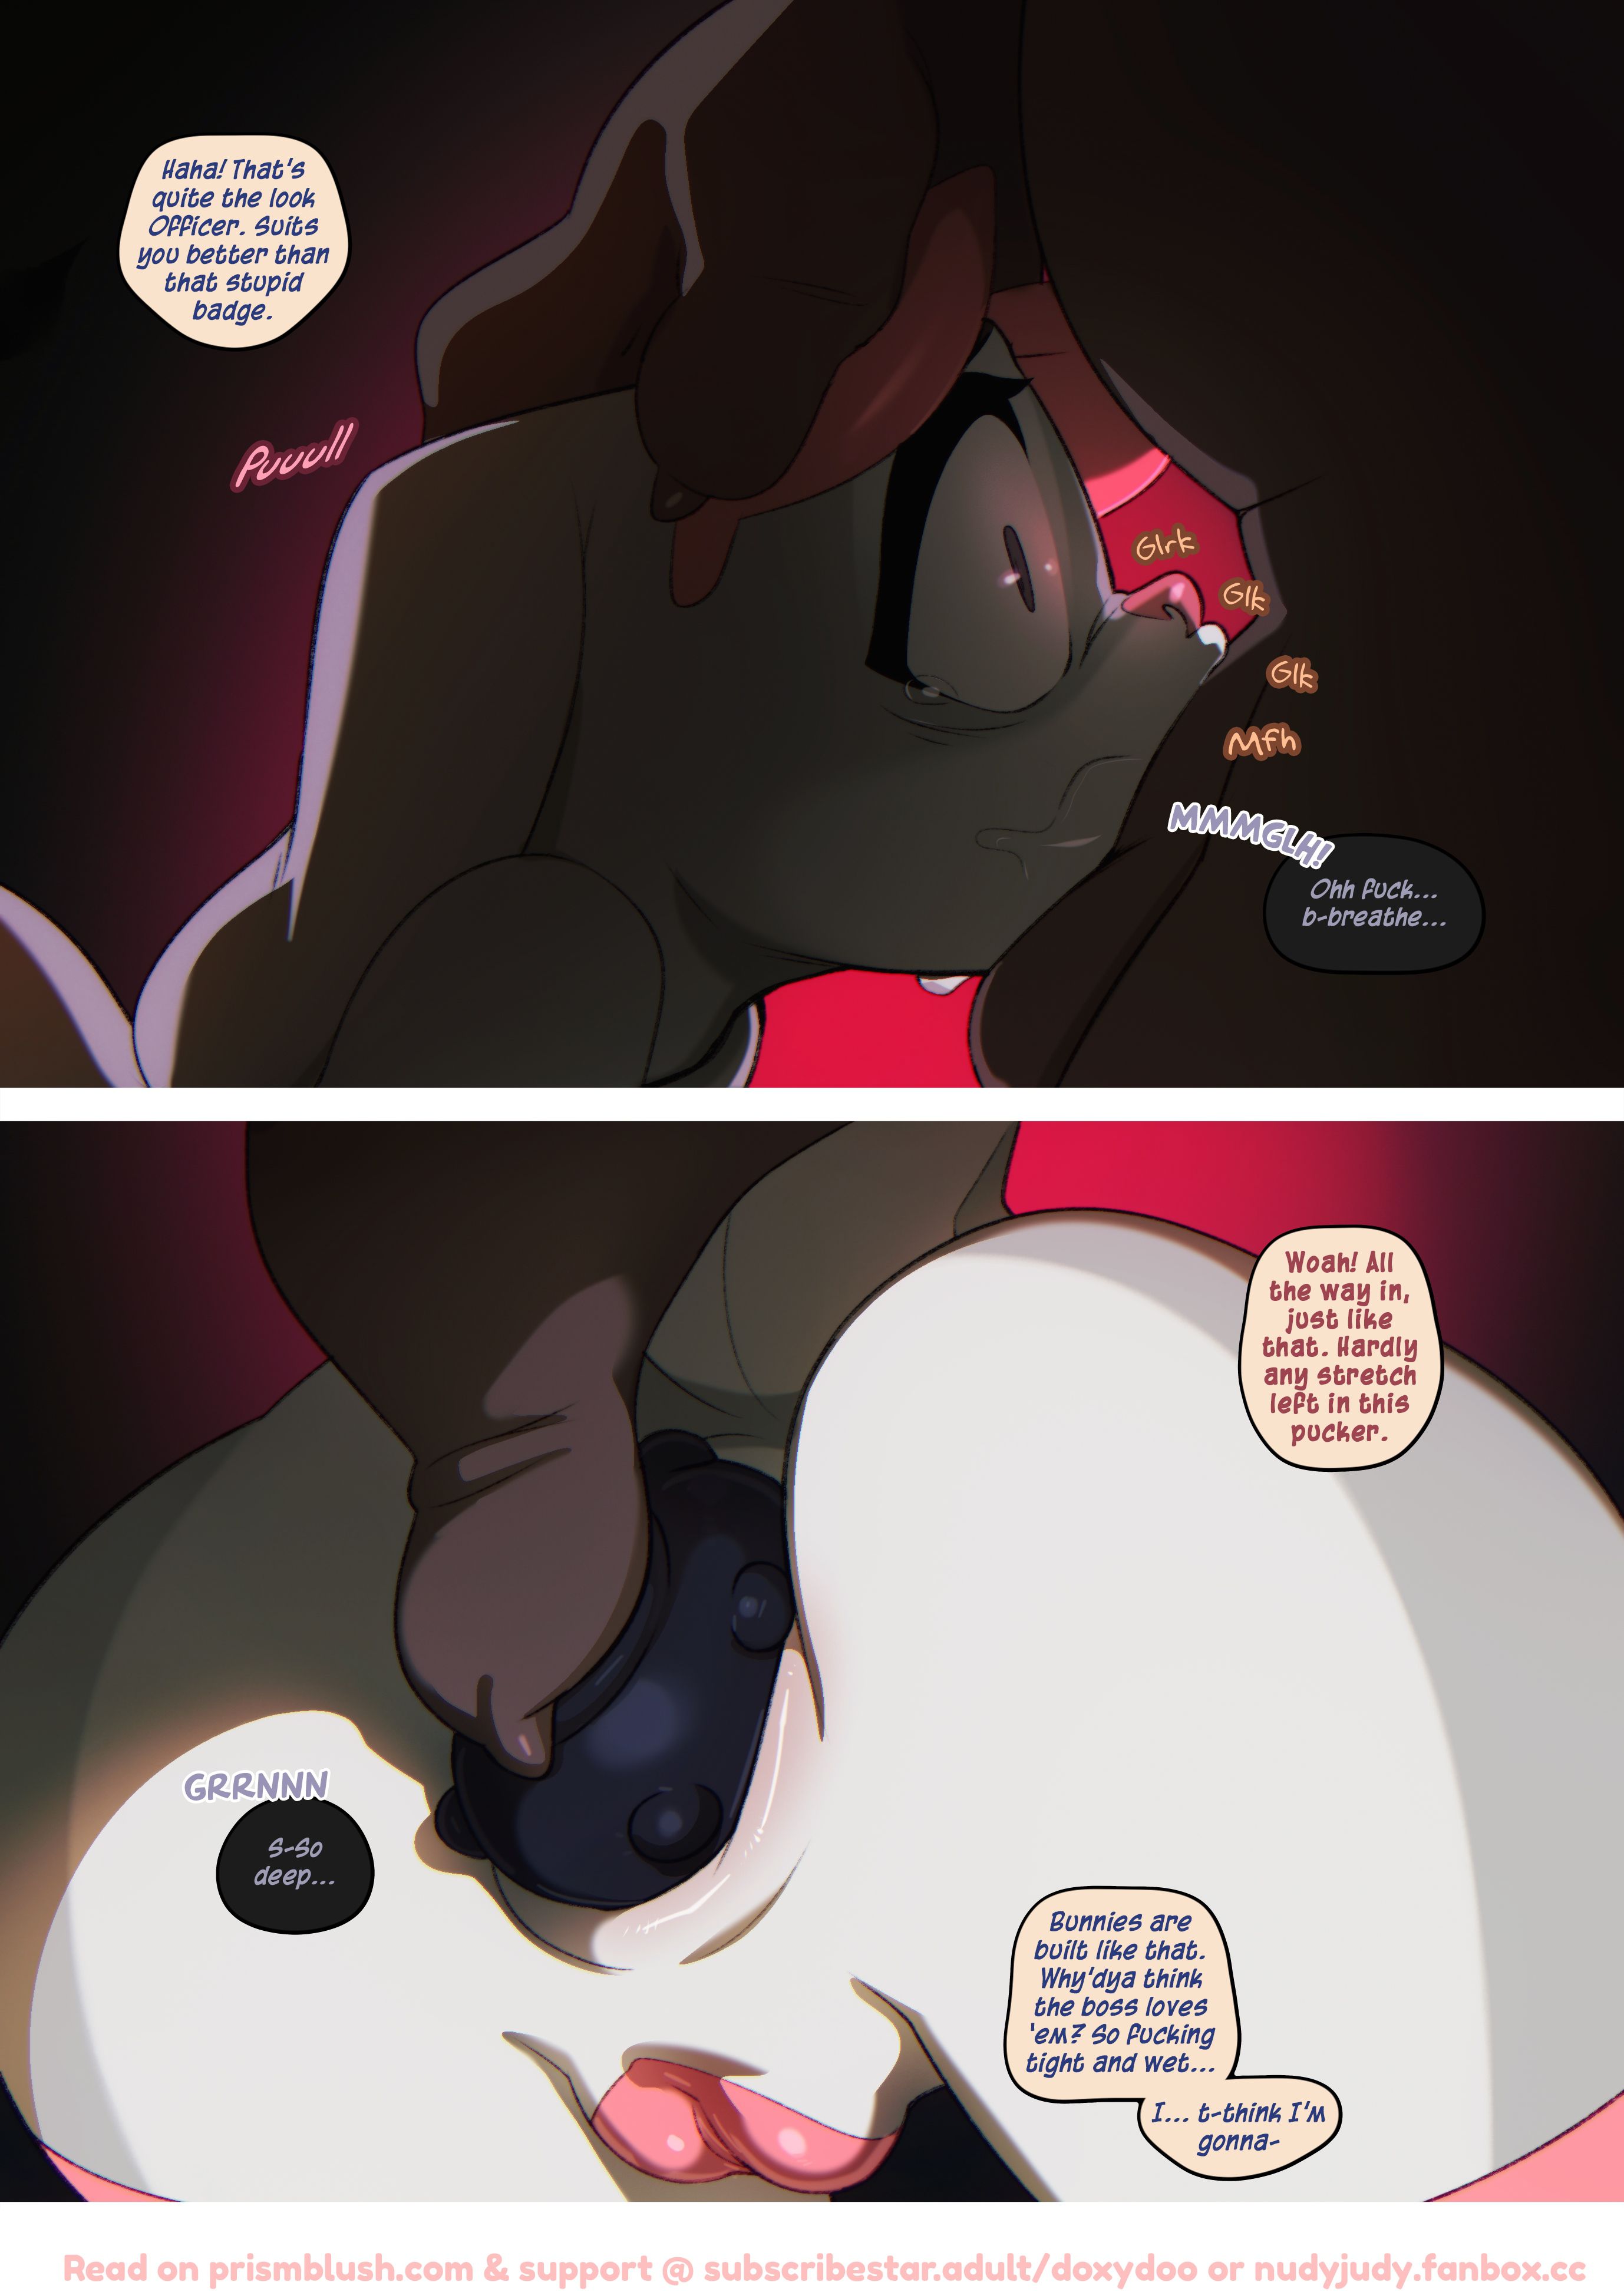 Haha! That's
quite the look
Officer. Suits
you better than
that stupid
badge.
Puuull
Glrk
Glk
Glk
Mfh
MMMGLH!
Ohh fuck...
b-breathe...
Woah! All
the way in,
just like
that. Hardly
any stretch
left in this
pucker.
GRRNNN
S-So
deep...
Bunnies are
built like that.
Why'dya think
the boss loves
'em? So fucking
tight and wet...
I... t-think I'm
gonna-
Read on prismblush.com & support @ subscribestar.adult/doxydoo or nudyjudy.fanbox.cc